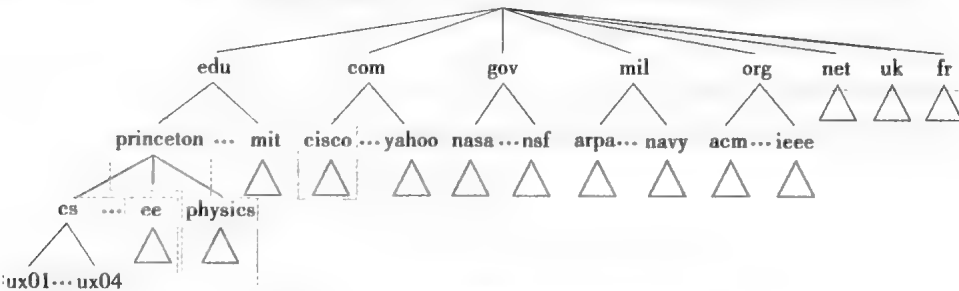 edu com gov mil org net uk fr
princeton ... mit cisco ... yahoo nasa ... nsf arpa ... navy acm ... ieee
cs ... ee physics
ux01 ... ux04